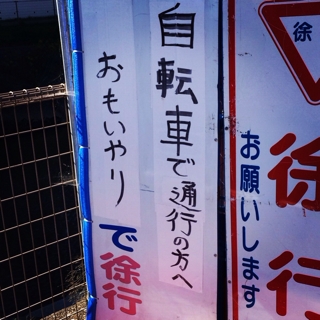 徐
徐行
お願いします
自転車で通行の方へ
おもいやり
で徐行